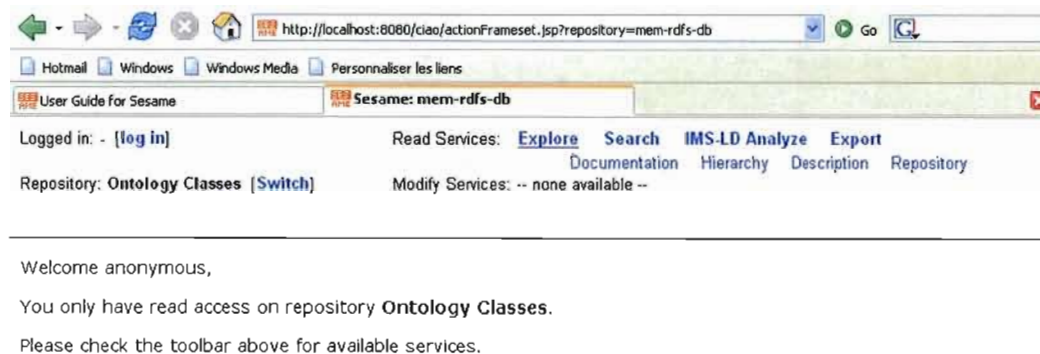 http://localhost:8080/ciao/actionFrameset.jsp?repository=mem-rdfs-db Go G
Hotmail Windows Windows Media Personnaliser les liens
User Guide for Sesame Sesame: mem-rdfs-db
Logged in: - [log in] Read Services: Explore Search IMS-LD Analyze Export
Documentation Hierarchy Description Repository
Repository: Ontology Classes [Switch] Modify Services: -- none available --
Welcome anonymous,
You only have read access on repository Ontology Classes.
Please check the toolbar above for available services.